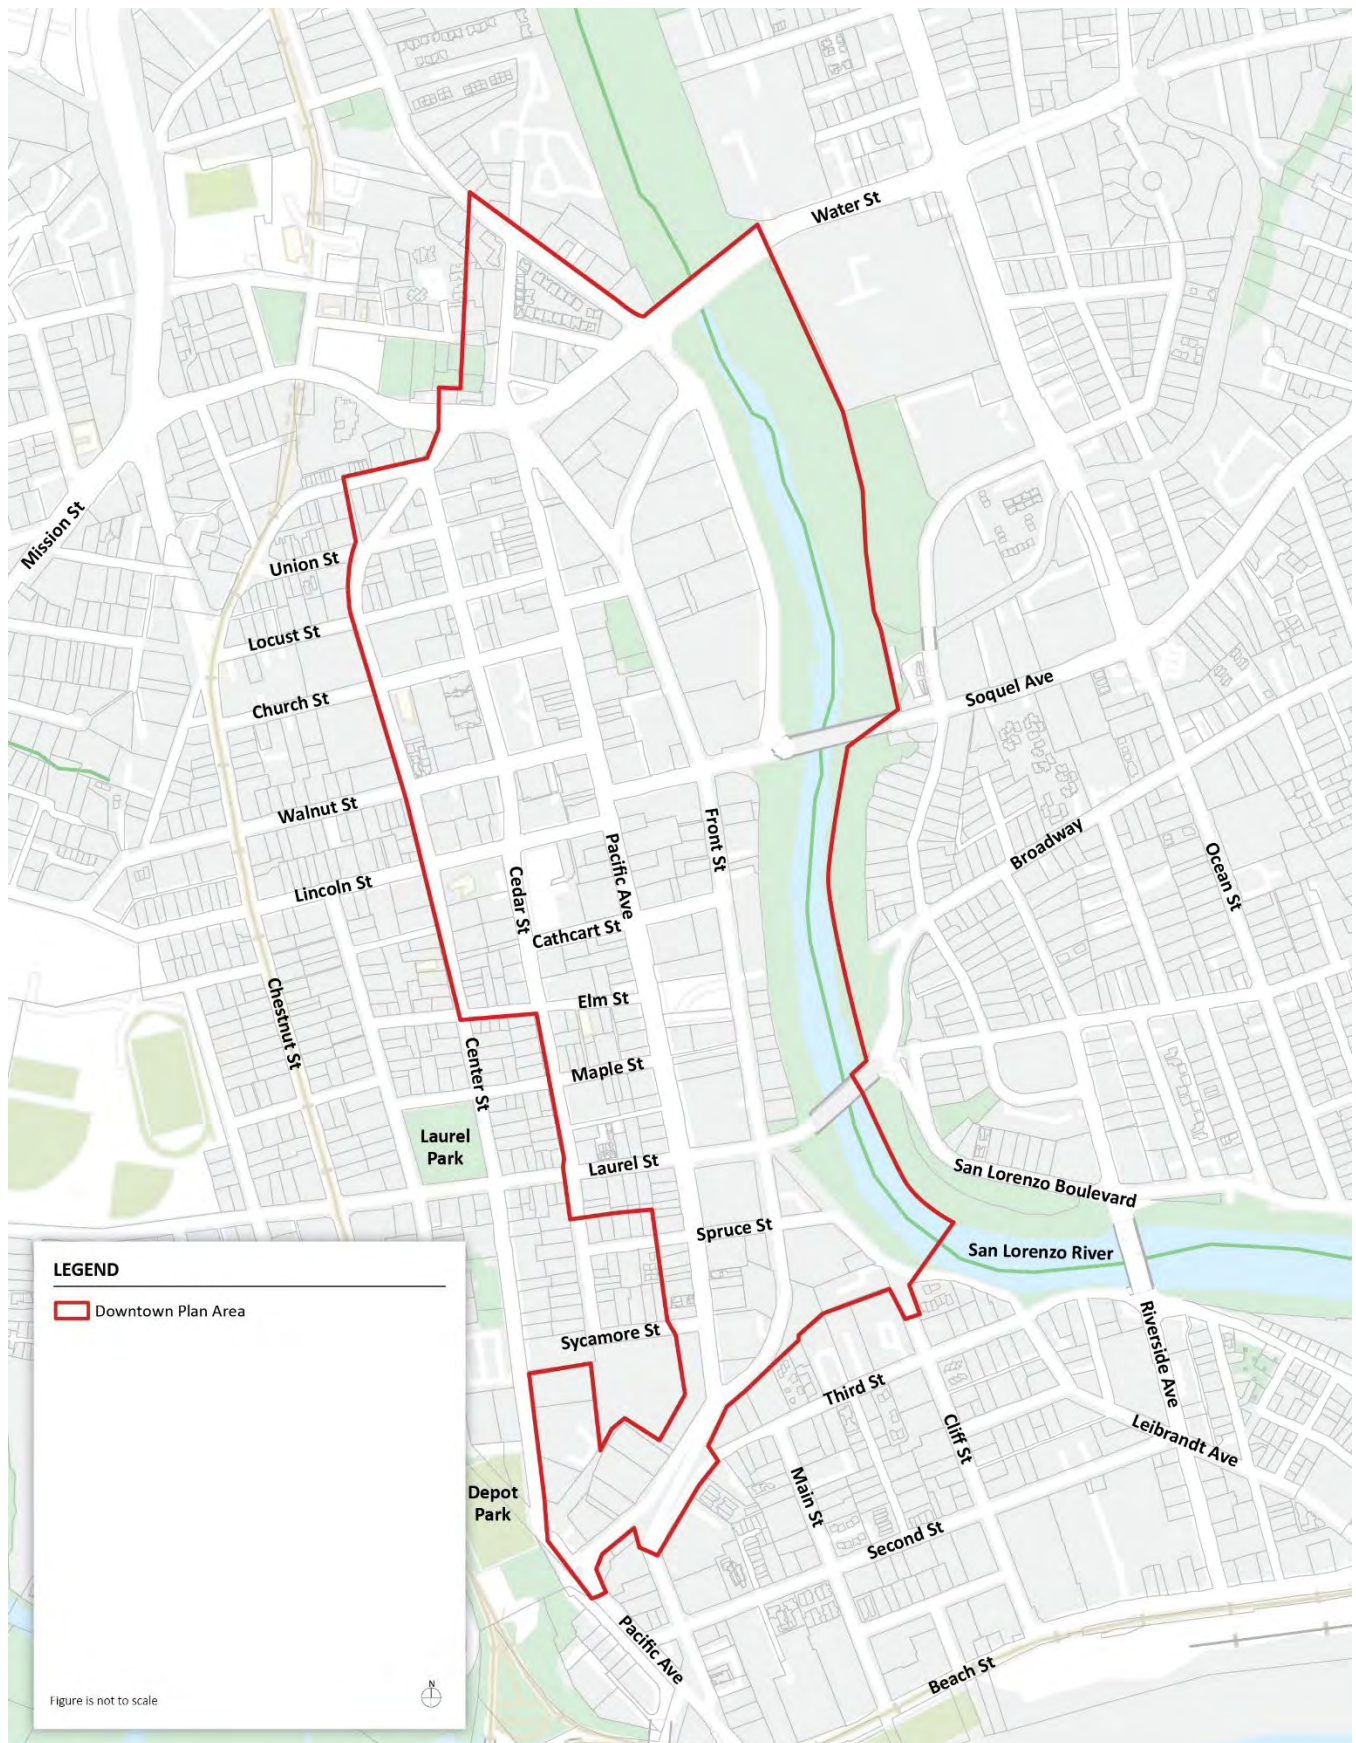 Water St
Mission St
Union St
Locust St
Church St
Soquel Ave
Walnut St
Front St
Broadway
Pacific Ave
Ocean St
Lincoln St
Cedar St
Cathcart St
Elm St
Chestnut St
Center St
Maple St
Laurel
Park
Laurel St
San Lorenzo Boulevard
Spruce St
San Lorenzo River
LEGEND
Downtown Plan Area
Sycamore St
Riverside Ave
Third St
Cliff St
Leibrandt Ave
Depot
Park
Main St
Second St
Pacific Ave
Beach St
N
Figure is not to scale